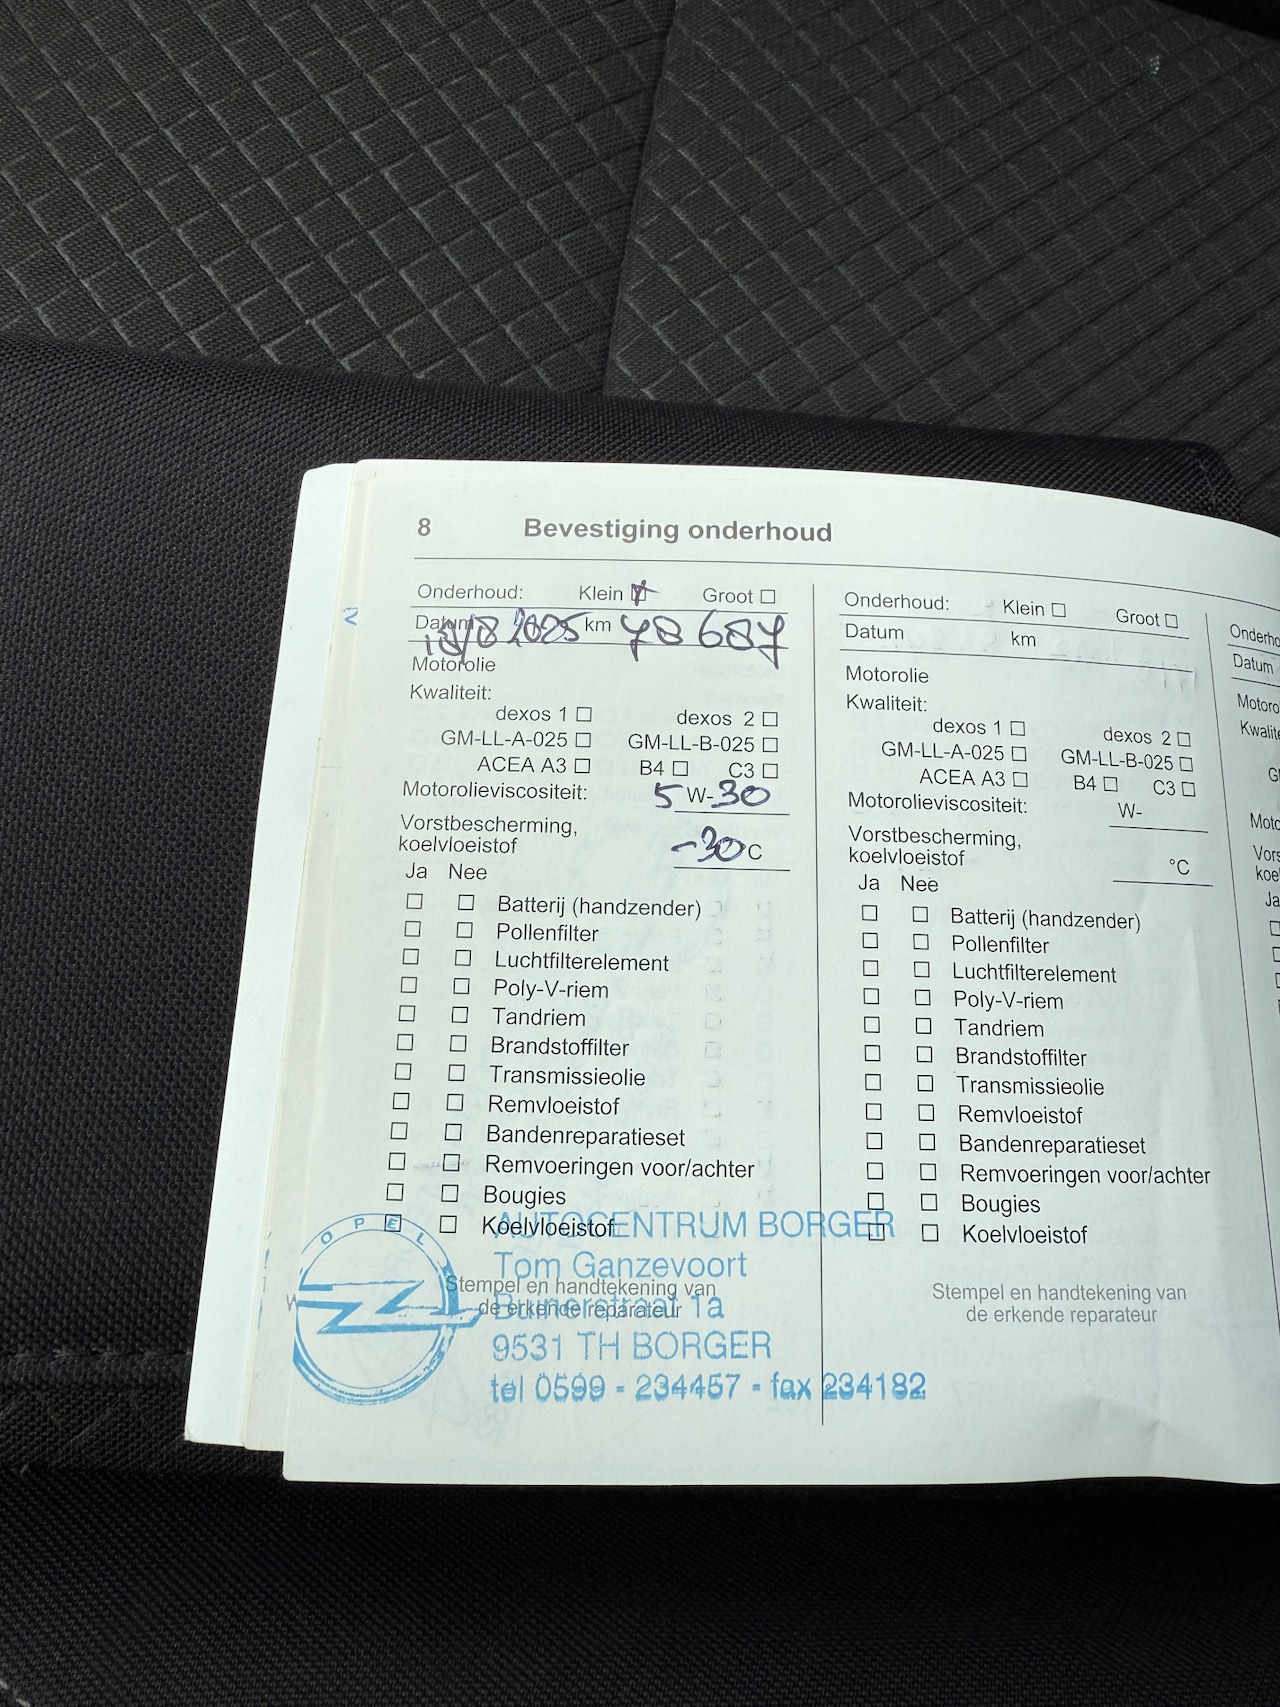 8 Bevestiging onderhoud
Onderhoud: Klein Groot
Datum 18/8 2025 km 78 687
Motorolie
Kwaliteit:
dexos 1 dexos 2
GM-LL-A-025 GM-LL-B-025
ACEA A3 B4 C3
Motorolieviscositeit: 5 W-30
Vorstbescherming,
koelvloeistof -30°C
Ja Nee
Batterij (handzender)
Pollenfilter
Luchtfilterelement
Poly-V-riem
Tandriem
Brandstoffilter
Transmissieolie
Remvloeistof
Bandenreparatieset
Remvoeringen voor/achter
Bougies
Koelvloeistof
Stempel en handtekening van
de erkende reparateur
OPEL
AUTOCENTRUM BORGER
Tom Ganzevoort
1a
9531 TH BORGER
tel 0599 - 234457 - fax 234182
Onderhoud: Klein Groot
Datum km
Motorolie
Kwaliteit:
dexos 1 dexos 2
GM-LL-A-025 GM-LL-B-025
ACEA A3 B4 C3
Motorolieviscositeit: W-
Vorstbescherming,
koelvloeistof °C
Ja Nee
Batterij (handzender)
Pollenfilter
Luchtfilterelement
Poly-V-riem
Tandriem
Brandstoffilter
Transmissieolie
Remvloeistof
Bandenreparatieset
Remvoeringen voor/achter
Bougies
Koelvloeistof
Stempel en handtekening van
de erkende reparateur
Datum
Ja